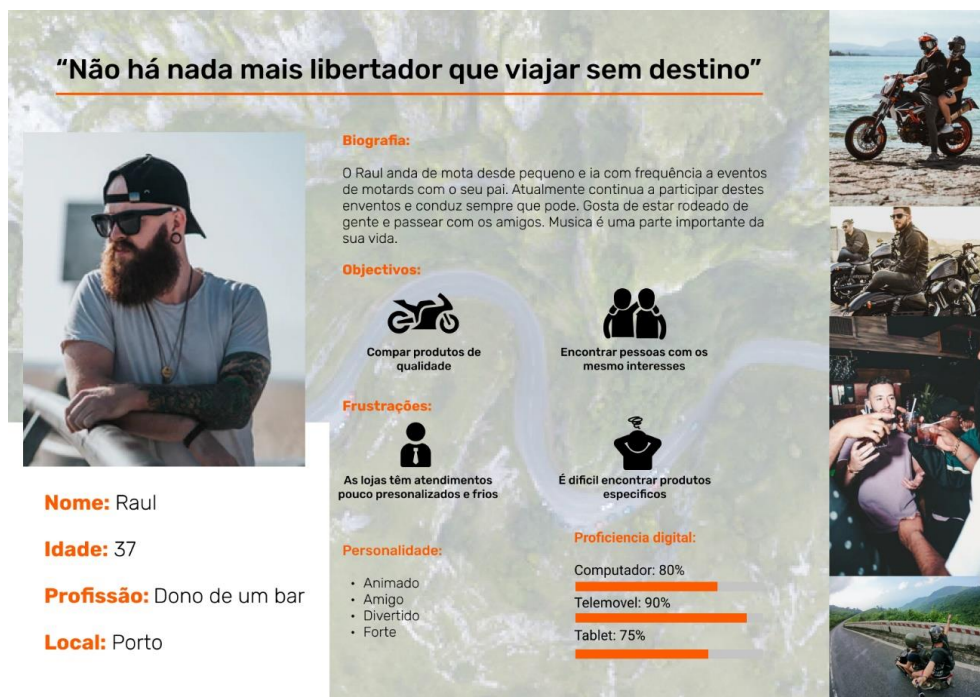 “Não há nada mais libertador que viajar sem destino”
Biografia:
O Raul anda de mota desde pequeno e ia com frequência a eventos
de motards com o seu pai. Atualmente continua a participar destes
enventos e conduz sempre que pode. Gosta de estar rodeado de
gente e passear com os amigos. Musica é uma parte importante da
sua vida.
Objectivos:
Compar produtos de
qualidade
Encontrar pessoas com os
mesmo interesses
Frustrações:
As lojas têm atendimentos
pouco presonalizados e frios
É dificil encontrar produtos
especificos
Nome: Raul
Idade: 37
Profissão: Dono de um bar
Local: Porto
Personalidade:
• Animado
• Amigo
• Divertido
• Forte
Proficiencia digital:
Computador: 80%
Telemovel: 90%
Tablet: 75%